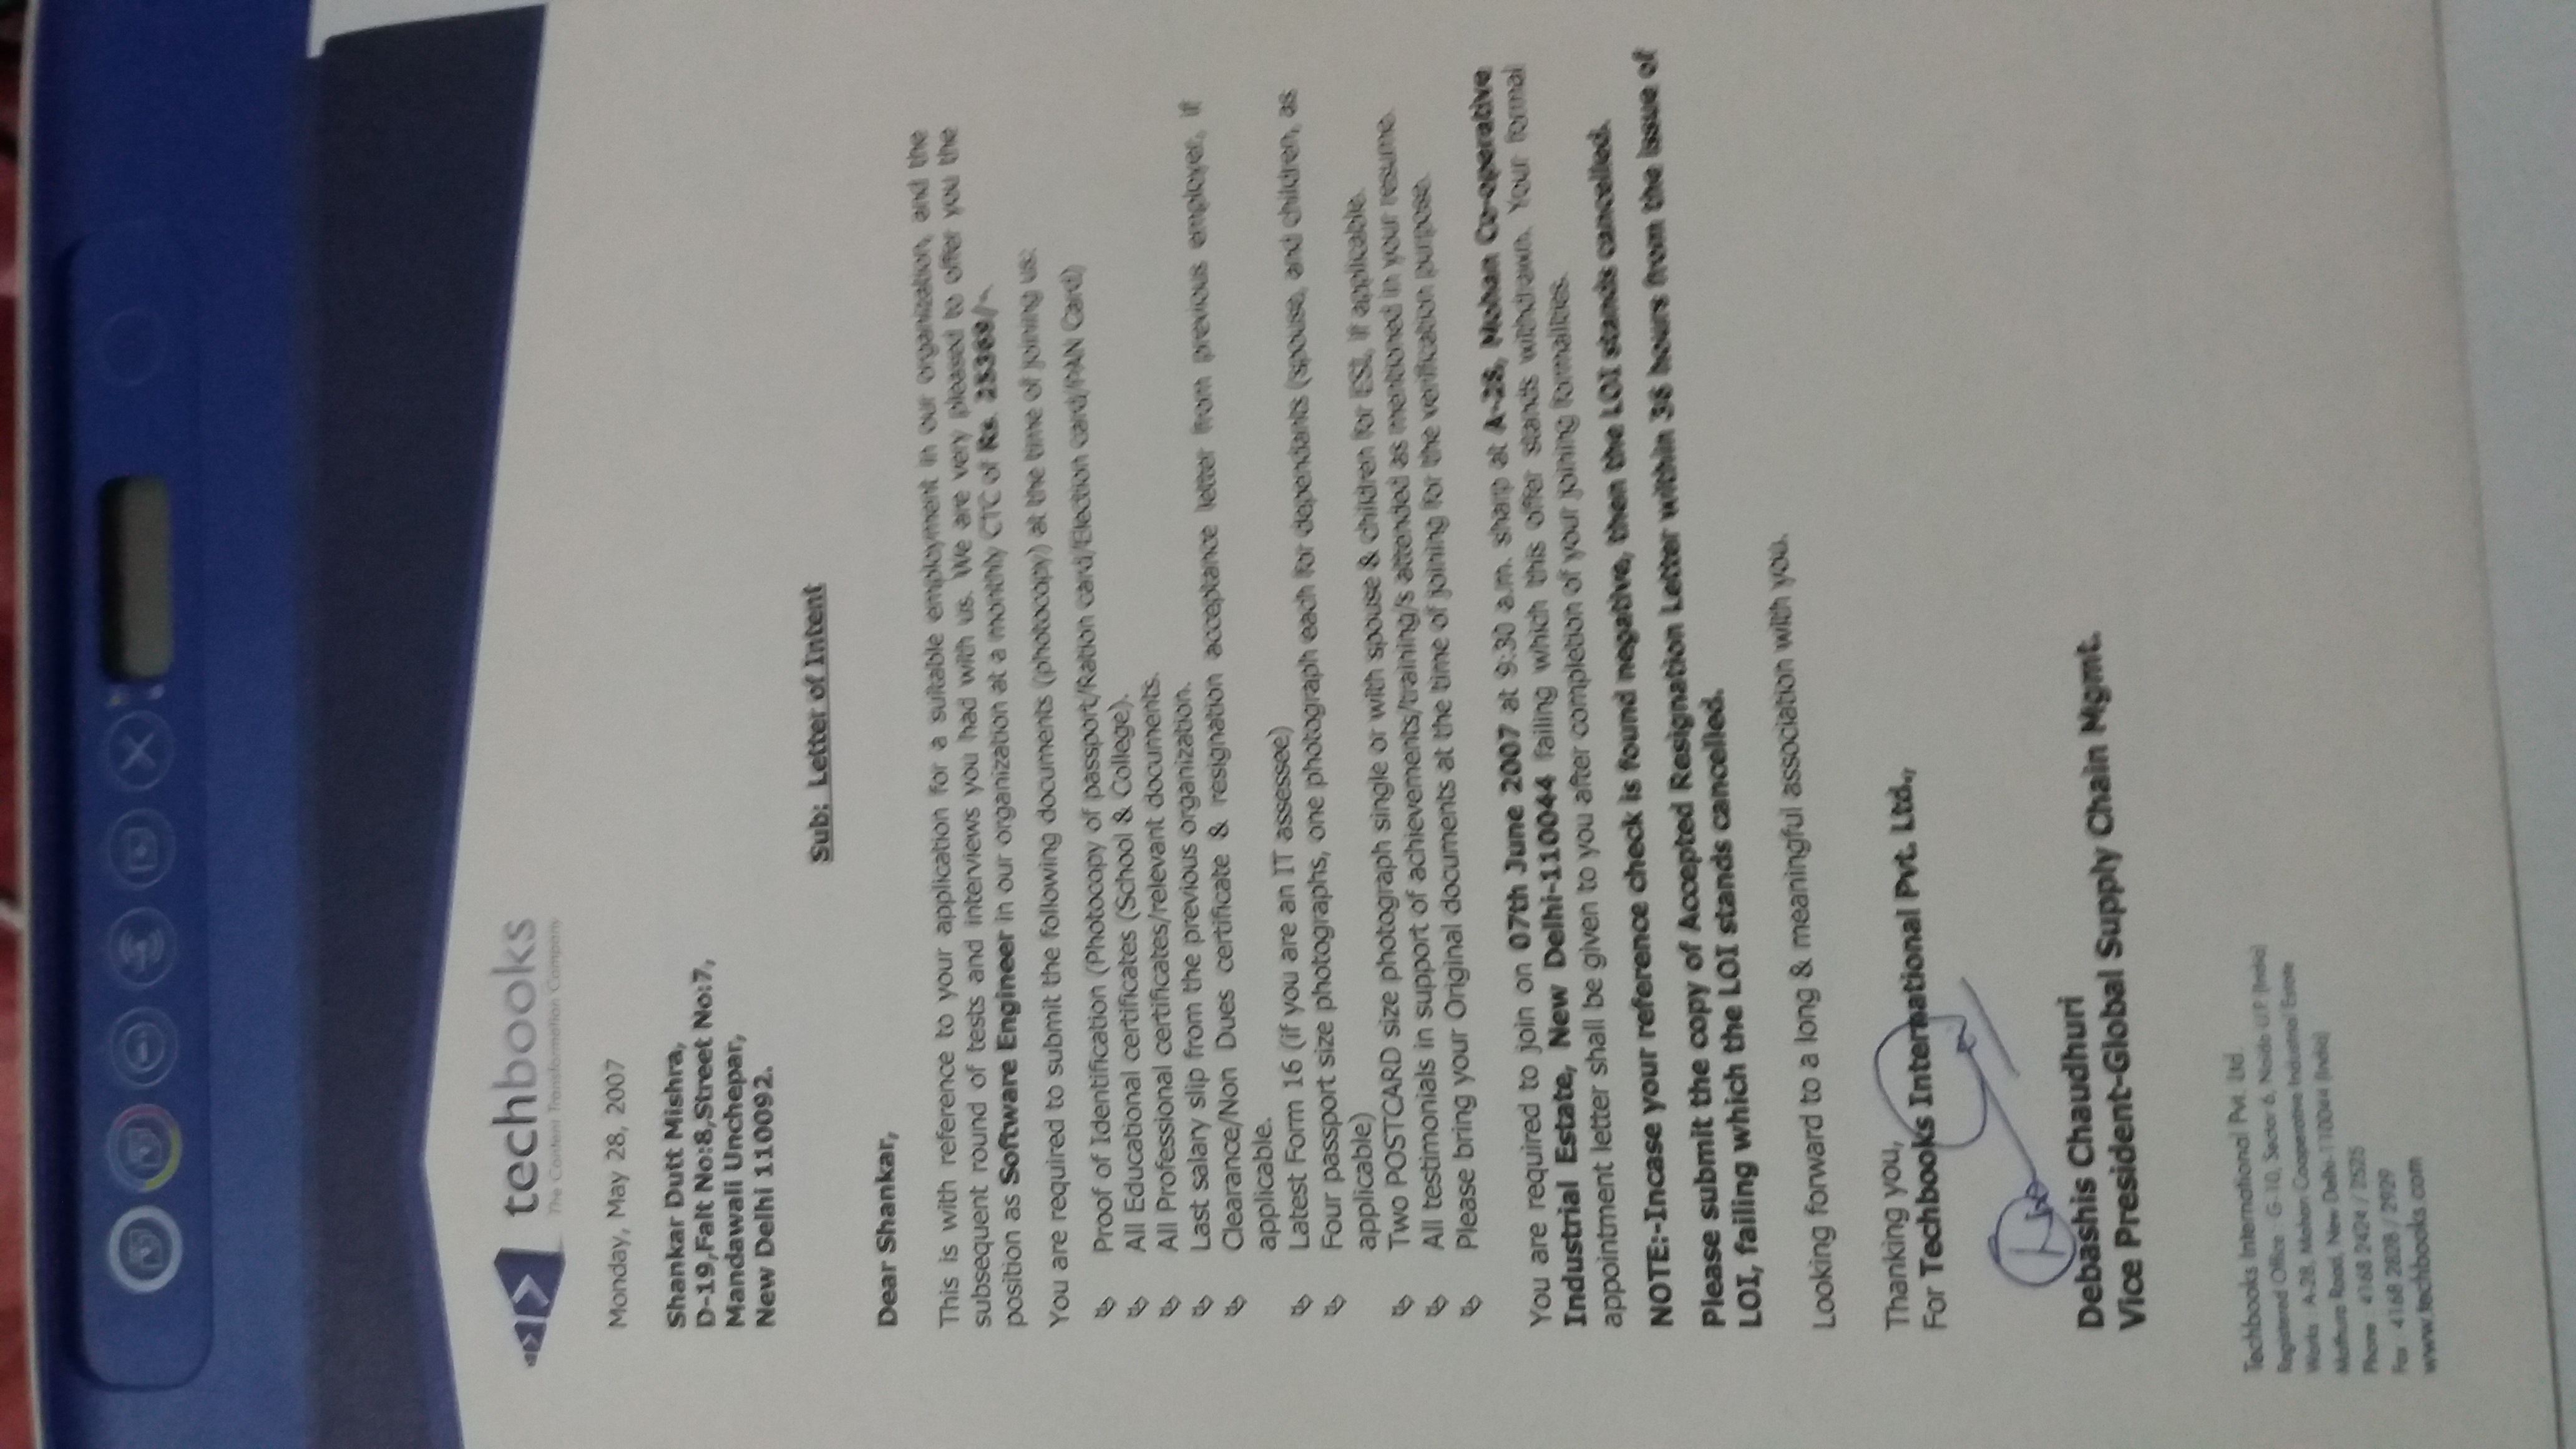 techbooks
The Content Transformation Company
Monday, May 28, 2007
Shankar Dutt Mishra,
D-19,Falt No:8,Street No:7,
Mandawali Unchepar,
New Delhi 110092.
Sub: Letter of Intent
Dear Shankar,
This is with reference to your application for a suitable employment in our organization, and the
subsequent round of tests and interviews you had with us. We are very pleased to offer you the
position as Software Engineer in our organization at a monthly CTC of Rs. 25369/-.
You are required to submit the following documents (photocopy) at the time of joining us:
Proof of Identification (Photocopy of passport/Ration card/Election card/PAN Card)
All Educational certificates (School & College).
All Professional certificates/relevant documents.
Last salary slip from the previous organization.
Clearance/Non Dues certificate & resignation acceptance letter from previous employer, if
applicable.
Latest Form 16 (if you are an IT assessee)
Four passport size photographs, one photograph each for dependants (spouse, and children, as
applicable)
Two POSTCARD size photograph single or with spouse & children for ESI, if applicable.
All testimonials in support of achievements/training/s attended as mentioned in your resume.
Please bring your Original documents at the time of joining for the verification purpose.
You are required to join on 07th June 2007 at 9:30 a.m. sharp at A-28, Mohan Co-operative
Industrial Estate, New Delhi-110044 failing which this offer stands withdrawn. Your formal
appointment letter shall be given to you after completion of your joining formalities.
NOTE:-Incase your reference check is found negative, then the LOI stands cancelled.
Please submit the copy of Accepted Resignation Letter within 36 hours from the issue of
LOI, failing which the LOI stands cancelled.
Looking forward to a long & meaningful association with you.
Thanking you,
For Techbooks International Pvt. Ltd.,
Debashis Chaudhuri
Vice President-Global Supply Chain Mgmt.
Techbooks International Pvt. Ltd.
Registered Office : G-10, Sector 6, Noida U.P (India)
Works : A-28, Mohan Cooperative Industrial Estate
Mathura Road, New Delhi-110044 (India)
Phone : 4168 2424 / 2525
Fax : 4168 2828 / 2929
www.techbooks.com